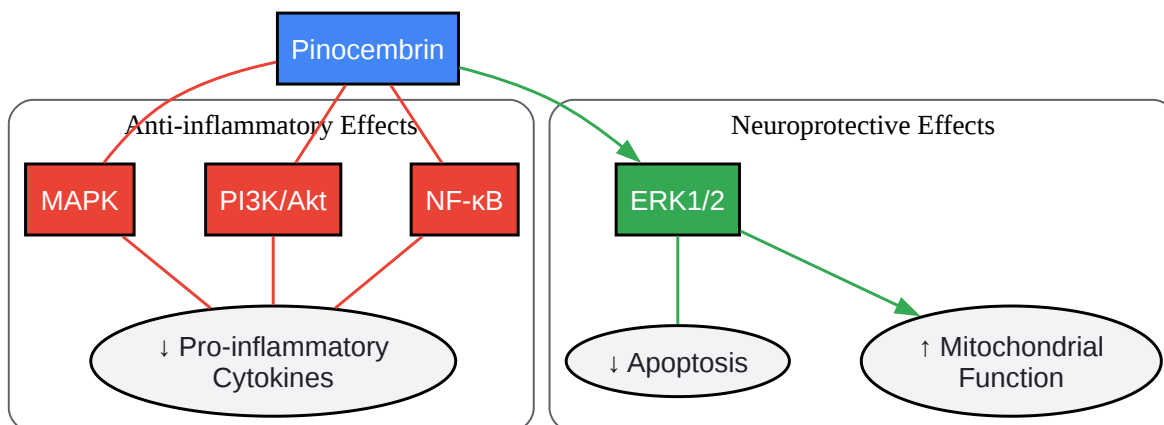 Pinocembrin
Anti-inflammatory Effects
Neuroprotective Effects
MAPK
PI3K/Akt
NF-κB
ERK1/2
↓ Pro-inflammatory
Cytokines
↓ Apoptosis
↑ Mitochondrial
Function